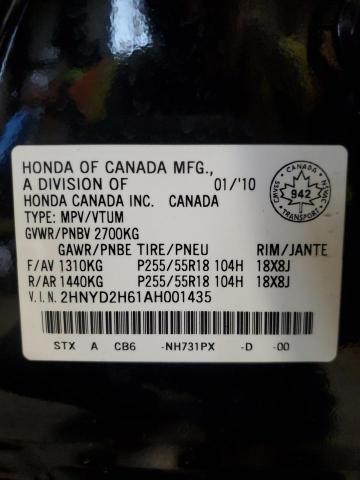 HONDA OF CANADA MFG.,
A DIVISION OF 01/'10
HONDA CANADA INC. CANADA
TYPE: MPV/VTUM
GVWR/PNBV 2700KG
GAWR/PNBE TIRE/PNEU RIM/JANTE
F/AV 1310KG P255/55R18 104H 18X8J
R/AR 1440KG P255/55R18 104H 18X8J
V.I.N. 2HNYD2H61AH001435
STX A CB6 -NH731PX -D -00
CANADA
CMVSS
942
NSVAC
TRANSPORT